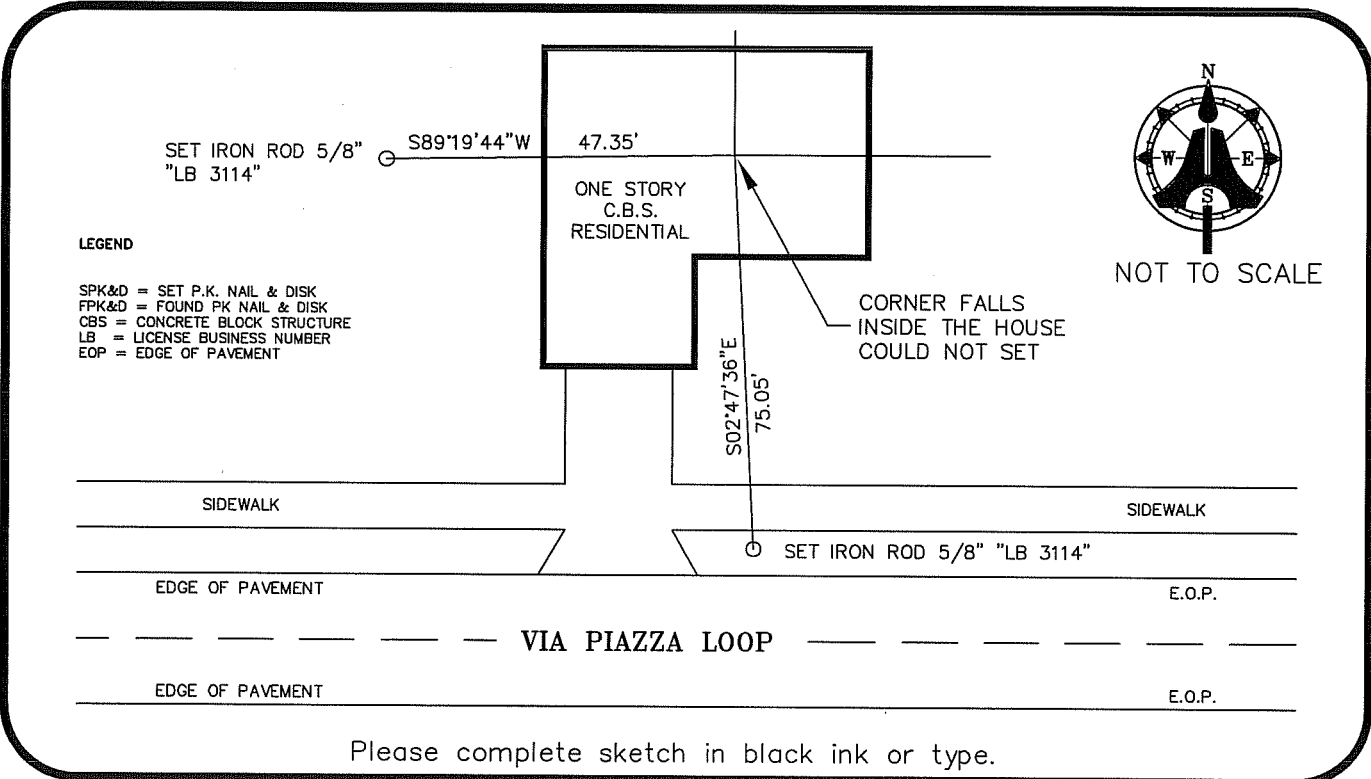 N
W
E
S
NOT TO SCALE
SET IRON ROD 5/8"
"LB 3114"
S89°19'44"W
47.35'
ONE STORY
C.B.S.
RESIDENTIAL
LEGEND
SPK&D = SET P.K. NAIL & DISK
FPK&D = FOUND PK NAIL & DISK
CBS = CONCRETE BLOCK STRUCTURE
LB = LICENSE BUSINESS NUMBER
EOP = EDGE OF PAVEMENT
CORNER FALLS
INSIDE THE HOUSE
COULD NOT SET
S02°47'36"E
75.05'
SIDEWALK
SIDEWALK
SET IRON ROD 5/8" "LB 3114"
EDGE OF PAVEMENT
E.O.P.
VIA PIAZZA LOOP
EDGE OF PAVEMENT
E.O.P.
Please complete sketch in black ink or type.